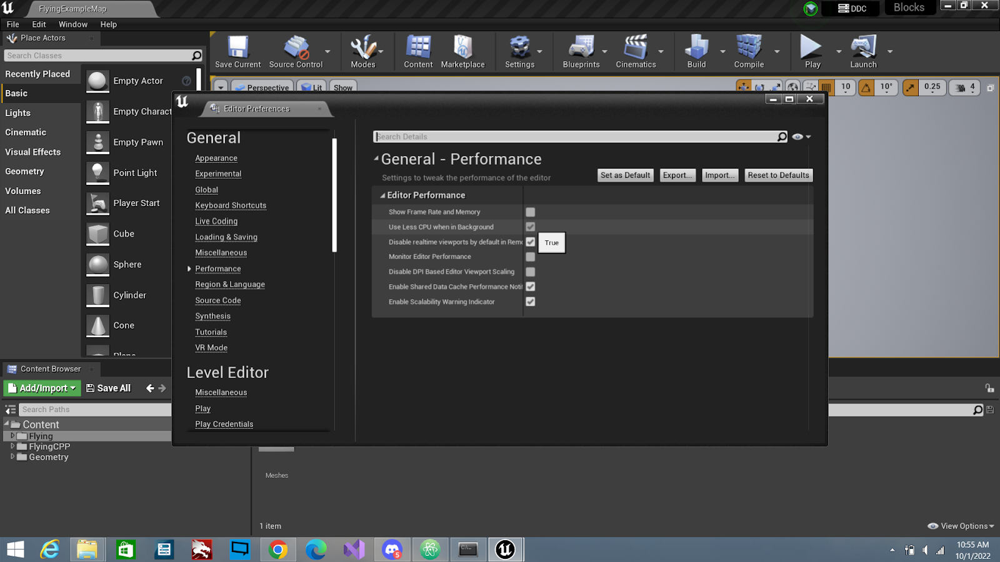 FlyingExampleMap
DDC
Blocks
File Edit Window Help
Place Actors
Search Classes
Recently Placed
Basic
Lights
Cinematic
Visual Effects
Geometry
Volumes
All Classes
Empty Actor
Empty Charact
Empty Pawn
Point Light
Player Start
Cube
Sphere
Cylinder
Cone
Plane
Save Current
Source Control
Modes
Content
Marketplace
Settings
Blueprints
Cinematics
Build
Compile
Play
Launch
Perspective
Lit
Show
10
10°
0.25
4
Editor Preferences
General
Appearance
Experimental
Global
Keyboard Shortcuts
Live Coding
Loading & Saving
Miscellaneous
Performance
Region & Language
Source Code
Synthesis
Tutorials
VR Mode
Level Editor
Miscellaneous
Play
Play Credentials
Search Details
General - Performance
Settings to tweak the performance of the editor
Set as Default
Export...
Import...
Reset to Defaults
Editor Performance
Show Frame Rate and Memory
Use Less CPU when in Background
Disable realtime viewports by default in Remo
True
Monitor Editor Performance
Disable DPI Based Editor Viewport Scaling
Enable Shared Data Cache Performance Notif
Enable Scalability Warning Indicator
Content Browser
Add/Import
Save All
Search Paths
Content
Flying
FlyingCPP
Geometry
Meshes
1 item
View Options
5
10:55 AM
10/1/2022